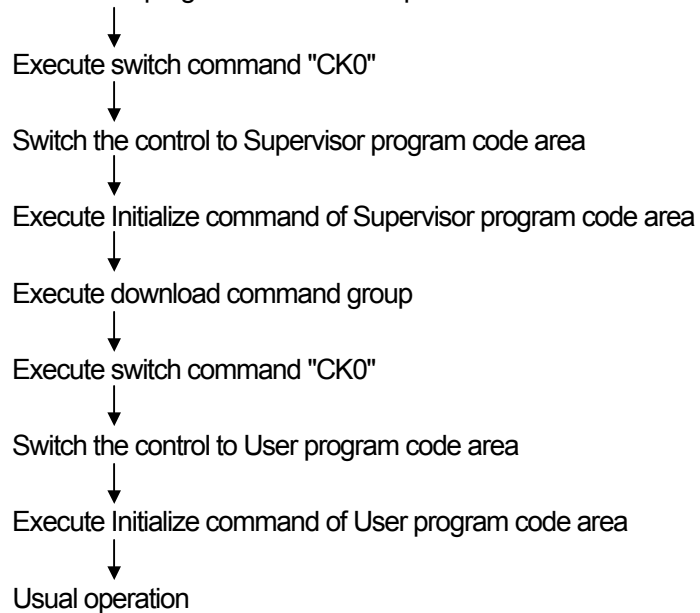 Execute switch command "CK0"
Switch the control to Supervisor program code area
Execute Initialize command of Supervisor program code area
Execute download command group
Execute switch command "CK0"
Switch the control to User program code area
Execute Initialize command of User program code area
Usual operation